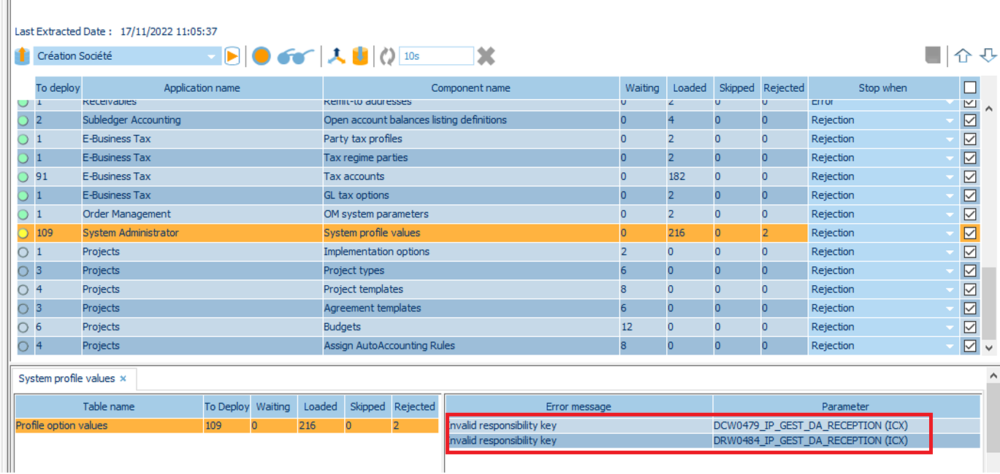 Last Extracted Date : 17/11/2022 11:05:37
Création Société 10s
To deploy Application name Component name Waiting Loaded Skipped Rejected Stop when
1 Receivables Remit-to addresses 0 2 0 0 Error
2 Subledger Accounting Open account balances listing definitions 0 4 0 0 Rejection
1 E-Business Tax Party tax profiles 0 2 0 0 Rejection
1 E-Business Tax Tax regime parties 0 2 0 0 Rejection
91 E-Business Tax Tax accounts 0 182 0 0 Rejection
1 E-Business Tax GL tax options 0 2 0 0 Rejection
1 Order Management OM system parameters 0 2 0 0 Rejection
109 System Administrator System profile values 0 216 0 2 Rejection
1 Projects Implementation options 2 0 0 0 Rejection
3 Projects Project types 6 0 0 0 Rejection
4 Projects Project templates 8 0 0 0 Rejection
3 Projects Agreement templates 6 0 0 0 Rejection
6 Projects Budgets 12 0 0 0 Rejection
4 Projects Assign AutoAccounting Rules 8 0 0 0 Rejection
System profile values ×
Table name To Deploy Waiting Loaded Skipped Rejected Error message Parameter
Profile option values 109 0 216 0 2 Invalid responsibility key DCW0479_IP_GEST_DA_RECEPTION (ICX)
Invalid responsibility key DRW0484_IP_GEST_DA_RECEPTION (ICX)